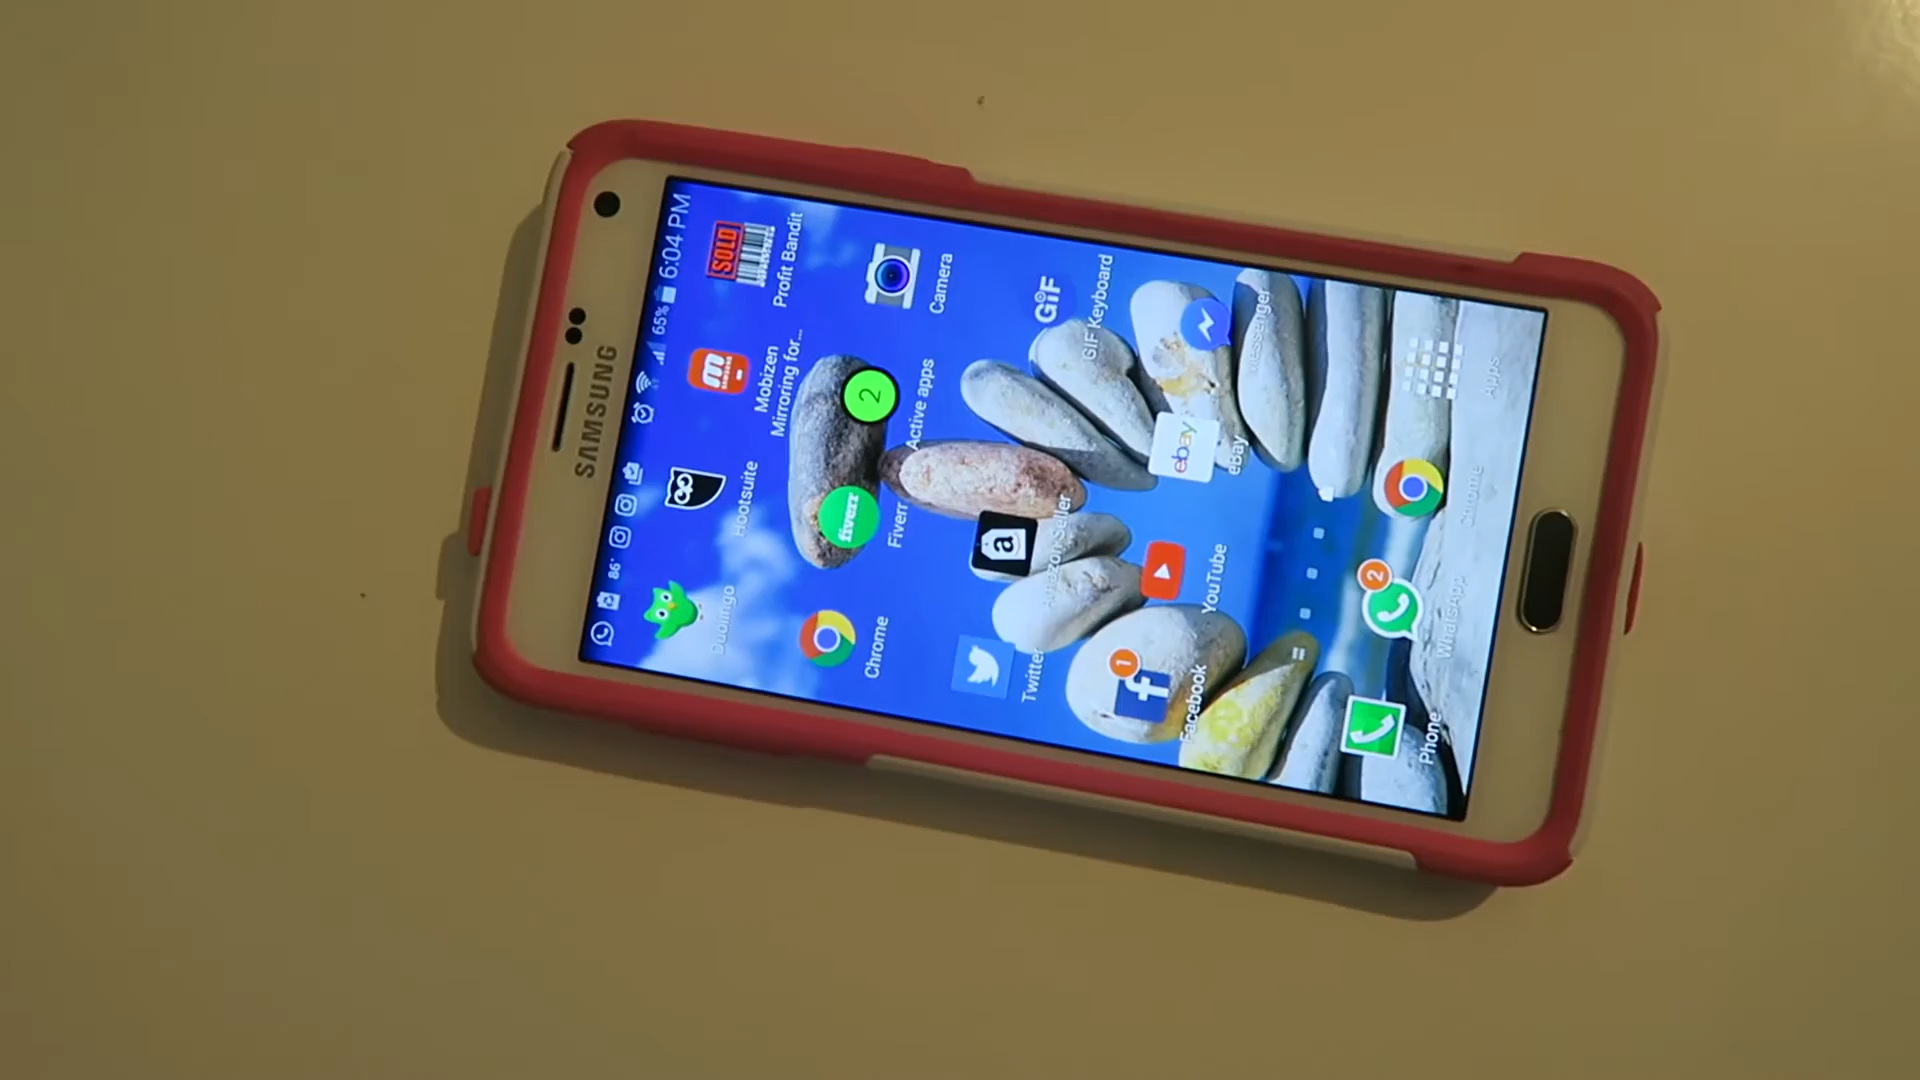 SAMSUNG
86°
65% 6:04 PM
Duolingo
Hootsuite
Mobizen
Mirroring for...
SOLD
Profit Bandit
Chrome
fiverr
Fiverr
2
Active apps
Camera
Twitter
a
Amazon Seller
GIF
GIF Keyboard
1
f
Facebook
YouTube
ebay
eBay
Messenger
Phone
2
WhatsApp
Chrome
Apps